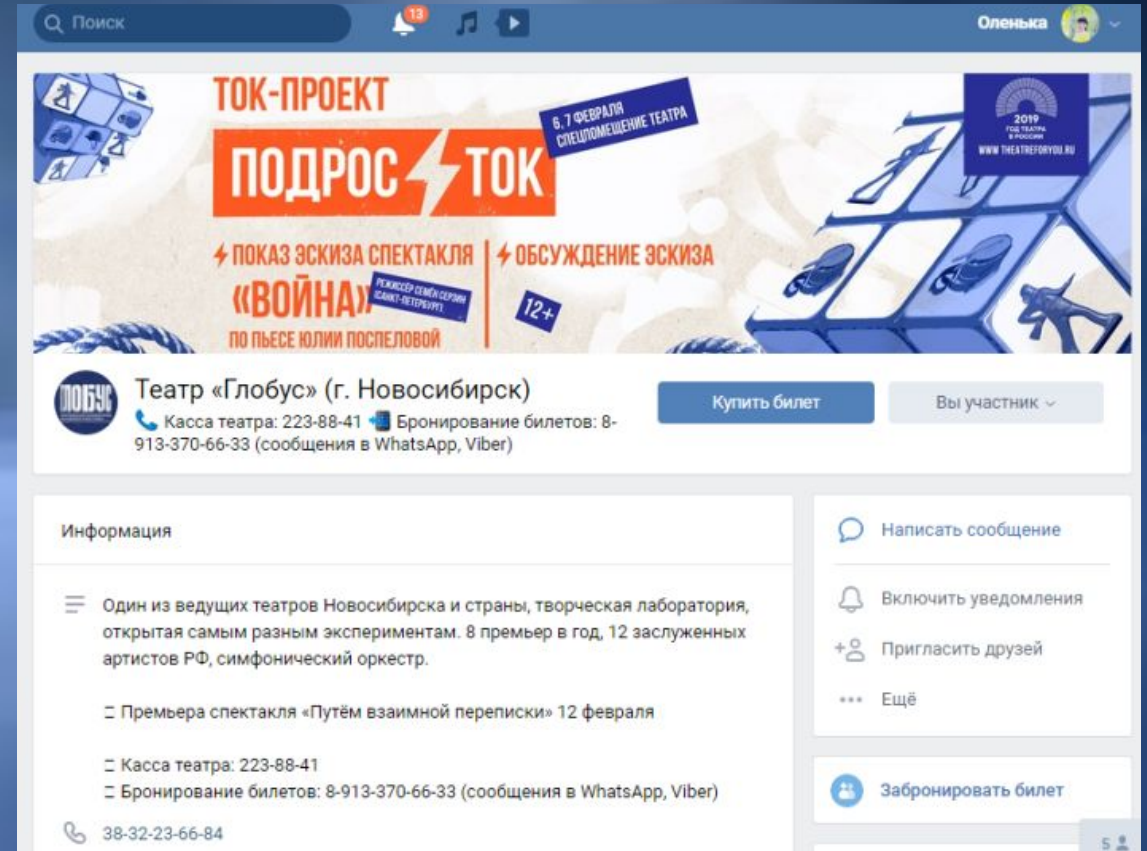 Поиск
13
Оленька
ТОК-ПРОЕКТ
ПОДРОС ТОК
6, 7 ФЕВРАЛЯ
СПЕЦПОМЕЩЕНИЕ ТЕАТРА
2019
ГОД ТЕАТРА
В РОССИИ
WWW THEATREFORYOU.RU
ПОКАЗ ЭСКИЗА СПЕКТАКЛЯ
«ВОЙНА»
РЕЖИССЁР СЕМЁН СЕРЗИН
(САНКТ-ПЕТЕРБУРГ)
ПО ПЬЕСЕ ЮЛИИ ПОСПЕЛОВОЙ
ОБСУЖДЕНИЕ ЭСКИЗА
12+
ГЛОБУС
Театр «Глобус» (г. Новосибирск)
Касса театра: 223-88-41 Бронирование билетов: 8-
913-370-66-33 (сообщения в WhatsApp, Viber)
Купить билет
Вы участник
Информация
Один из ведущих театров Новосибирска и страны, творческая лаборатория,
открытая самым разным экспериментам. 8 премьер в год, 12 заслуженных
артистов РФ, симфонический оркестр.
Премьера спектакля «Путём взаимной переписки» 12 февраля
Касса театра: 223-88-41
Бронирование билетов: 8-913-370-66-33 (сообщения в WhatsApp, Viber)
38-32-23-66-84
Написать сообщение
Включить уведомления
Пригласить друзей
Ещё
Забронировать билет
5